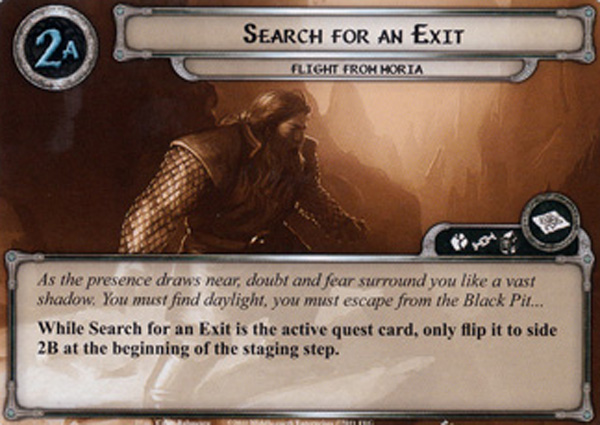 2A
SEARCH FOR AN EXIT
FLIGHT FROM MORIA
As the presence draws near, doubt and fear surround you like a vast
shadow. You must find daylight, you must escape from the Black Pit...
While Search for an Exit is the active quest card, only flip it to side
2B at the beginning of the staging step.